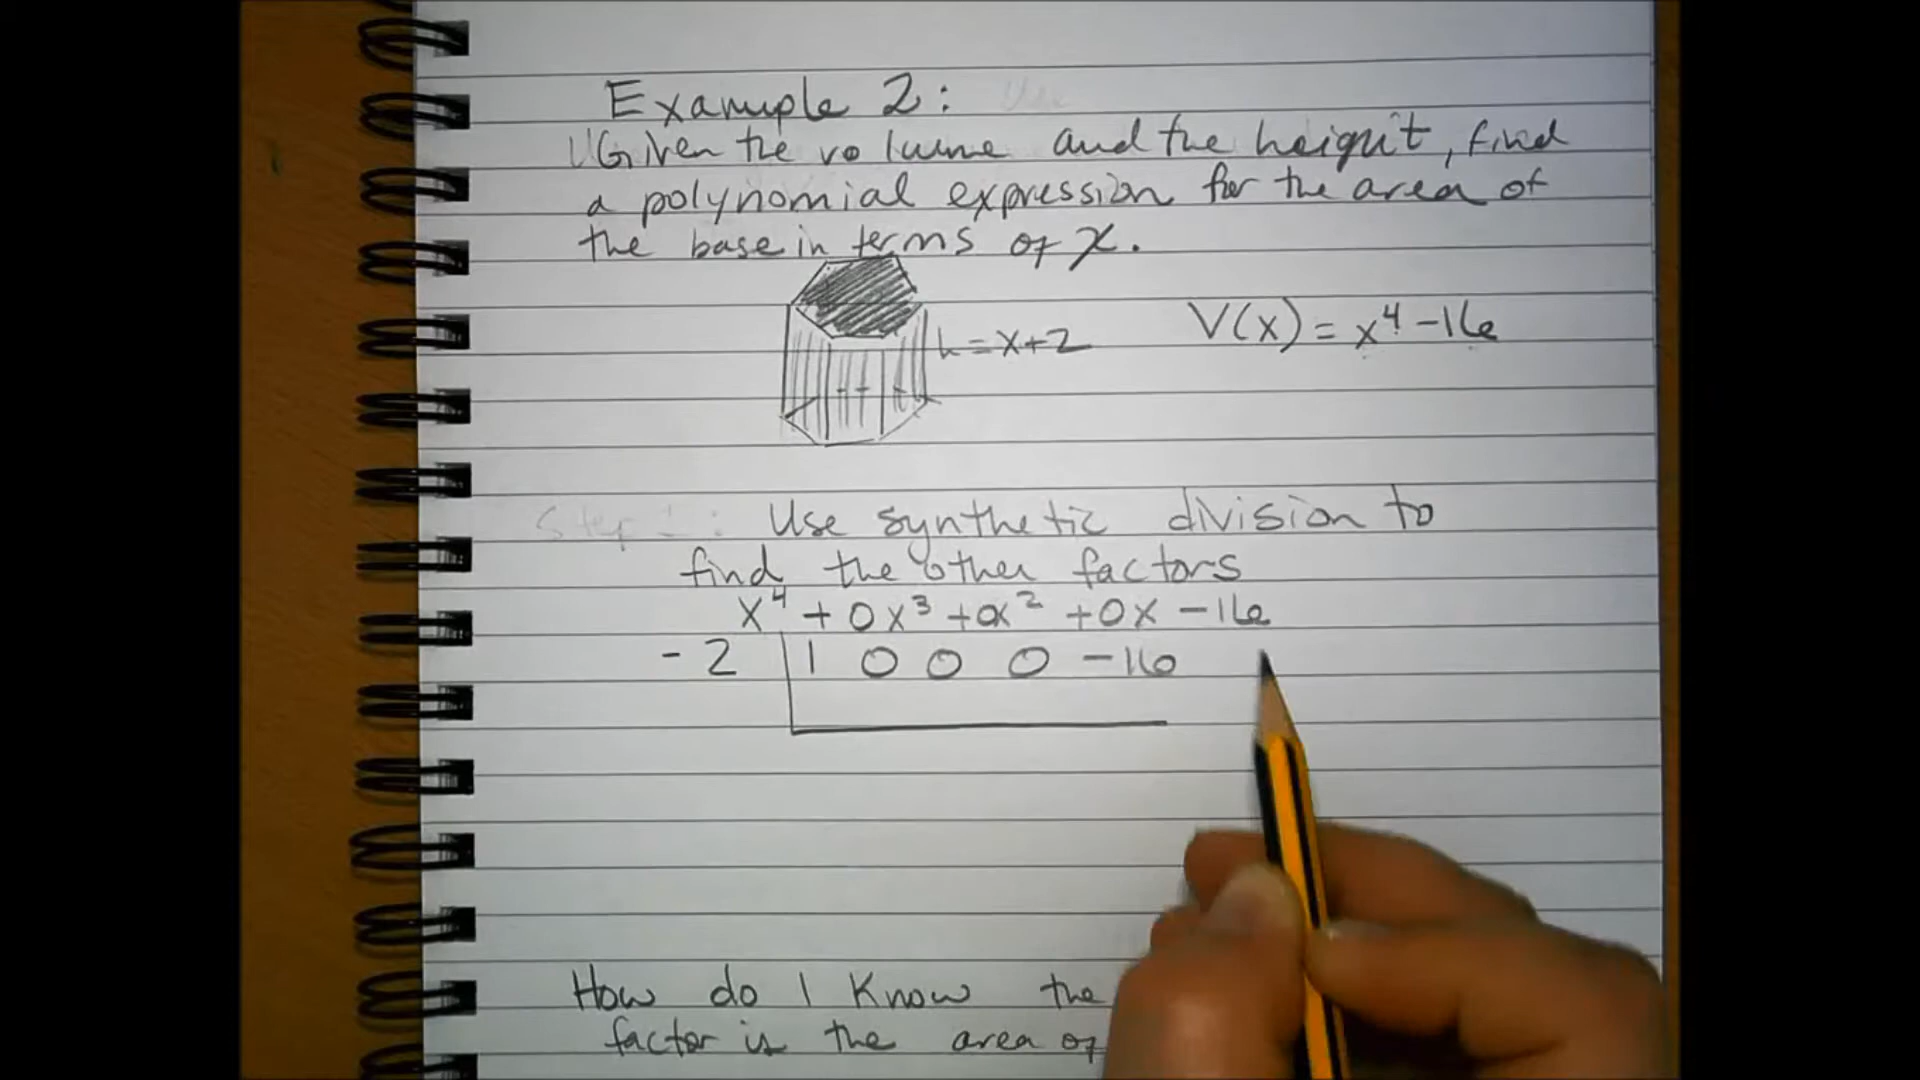 Example 2:
Given the volume and the height, find
a polynomial expression for the area of
the base in terms of x.
h = x+2
V(x) = x⁴ -16
Step : Use synthetic division to
find the other factors
x⁴ + 0x³ + 0x² + 0x - 16
- 2 | 1 0 0 0 -16
How do I know the
factor is the area of